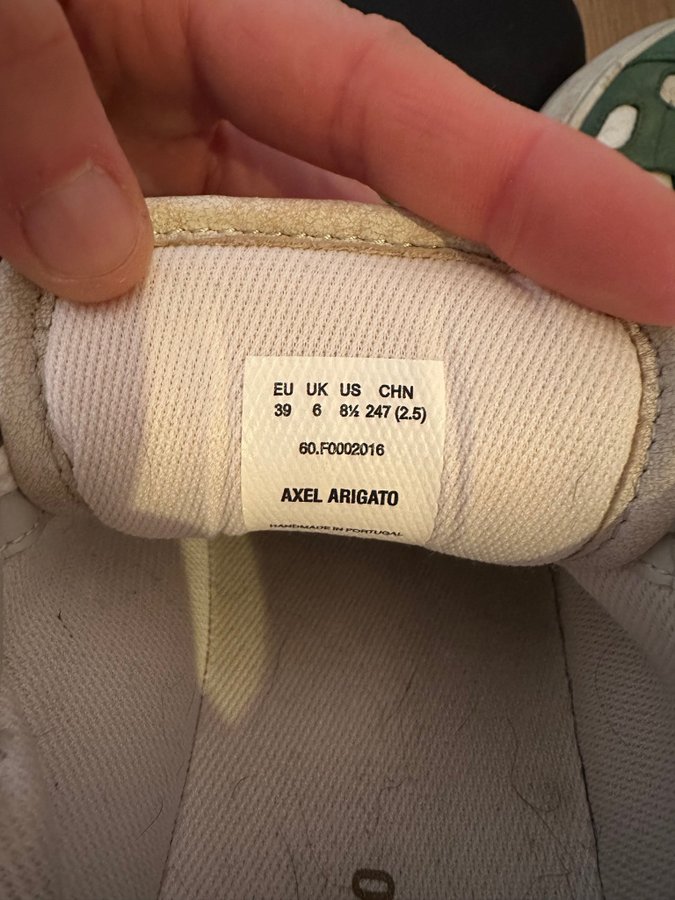 EU UK US CHN
39 6 8½ 247 (2.5)
60.F0002016
AXEL ARIGATO
HANDMADE IN PORTUGAL